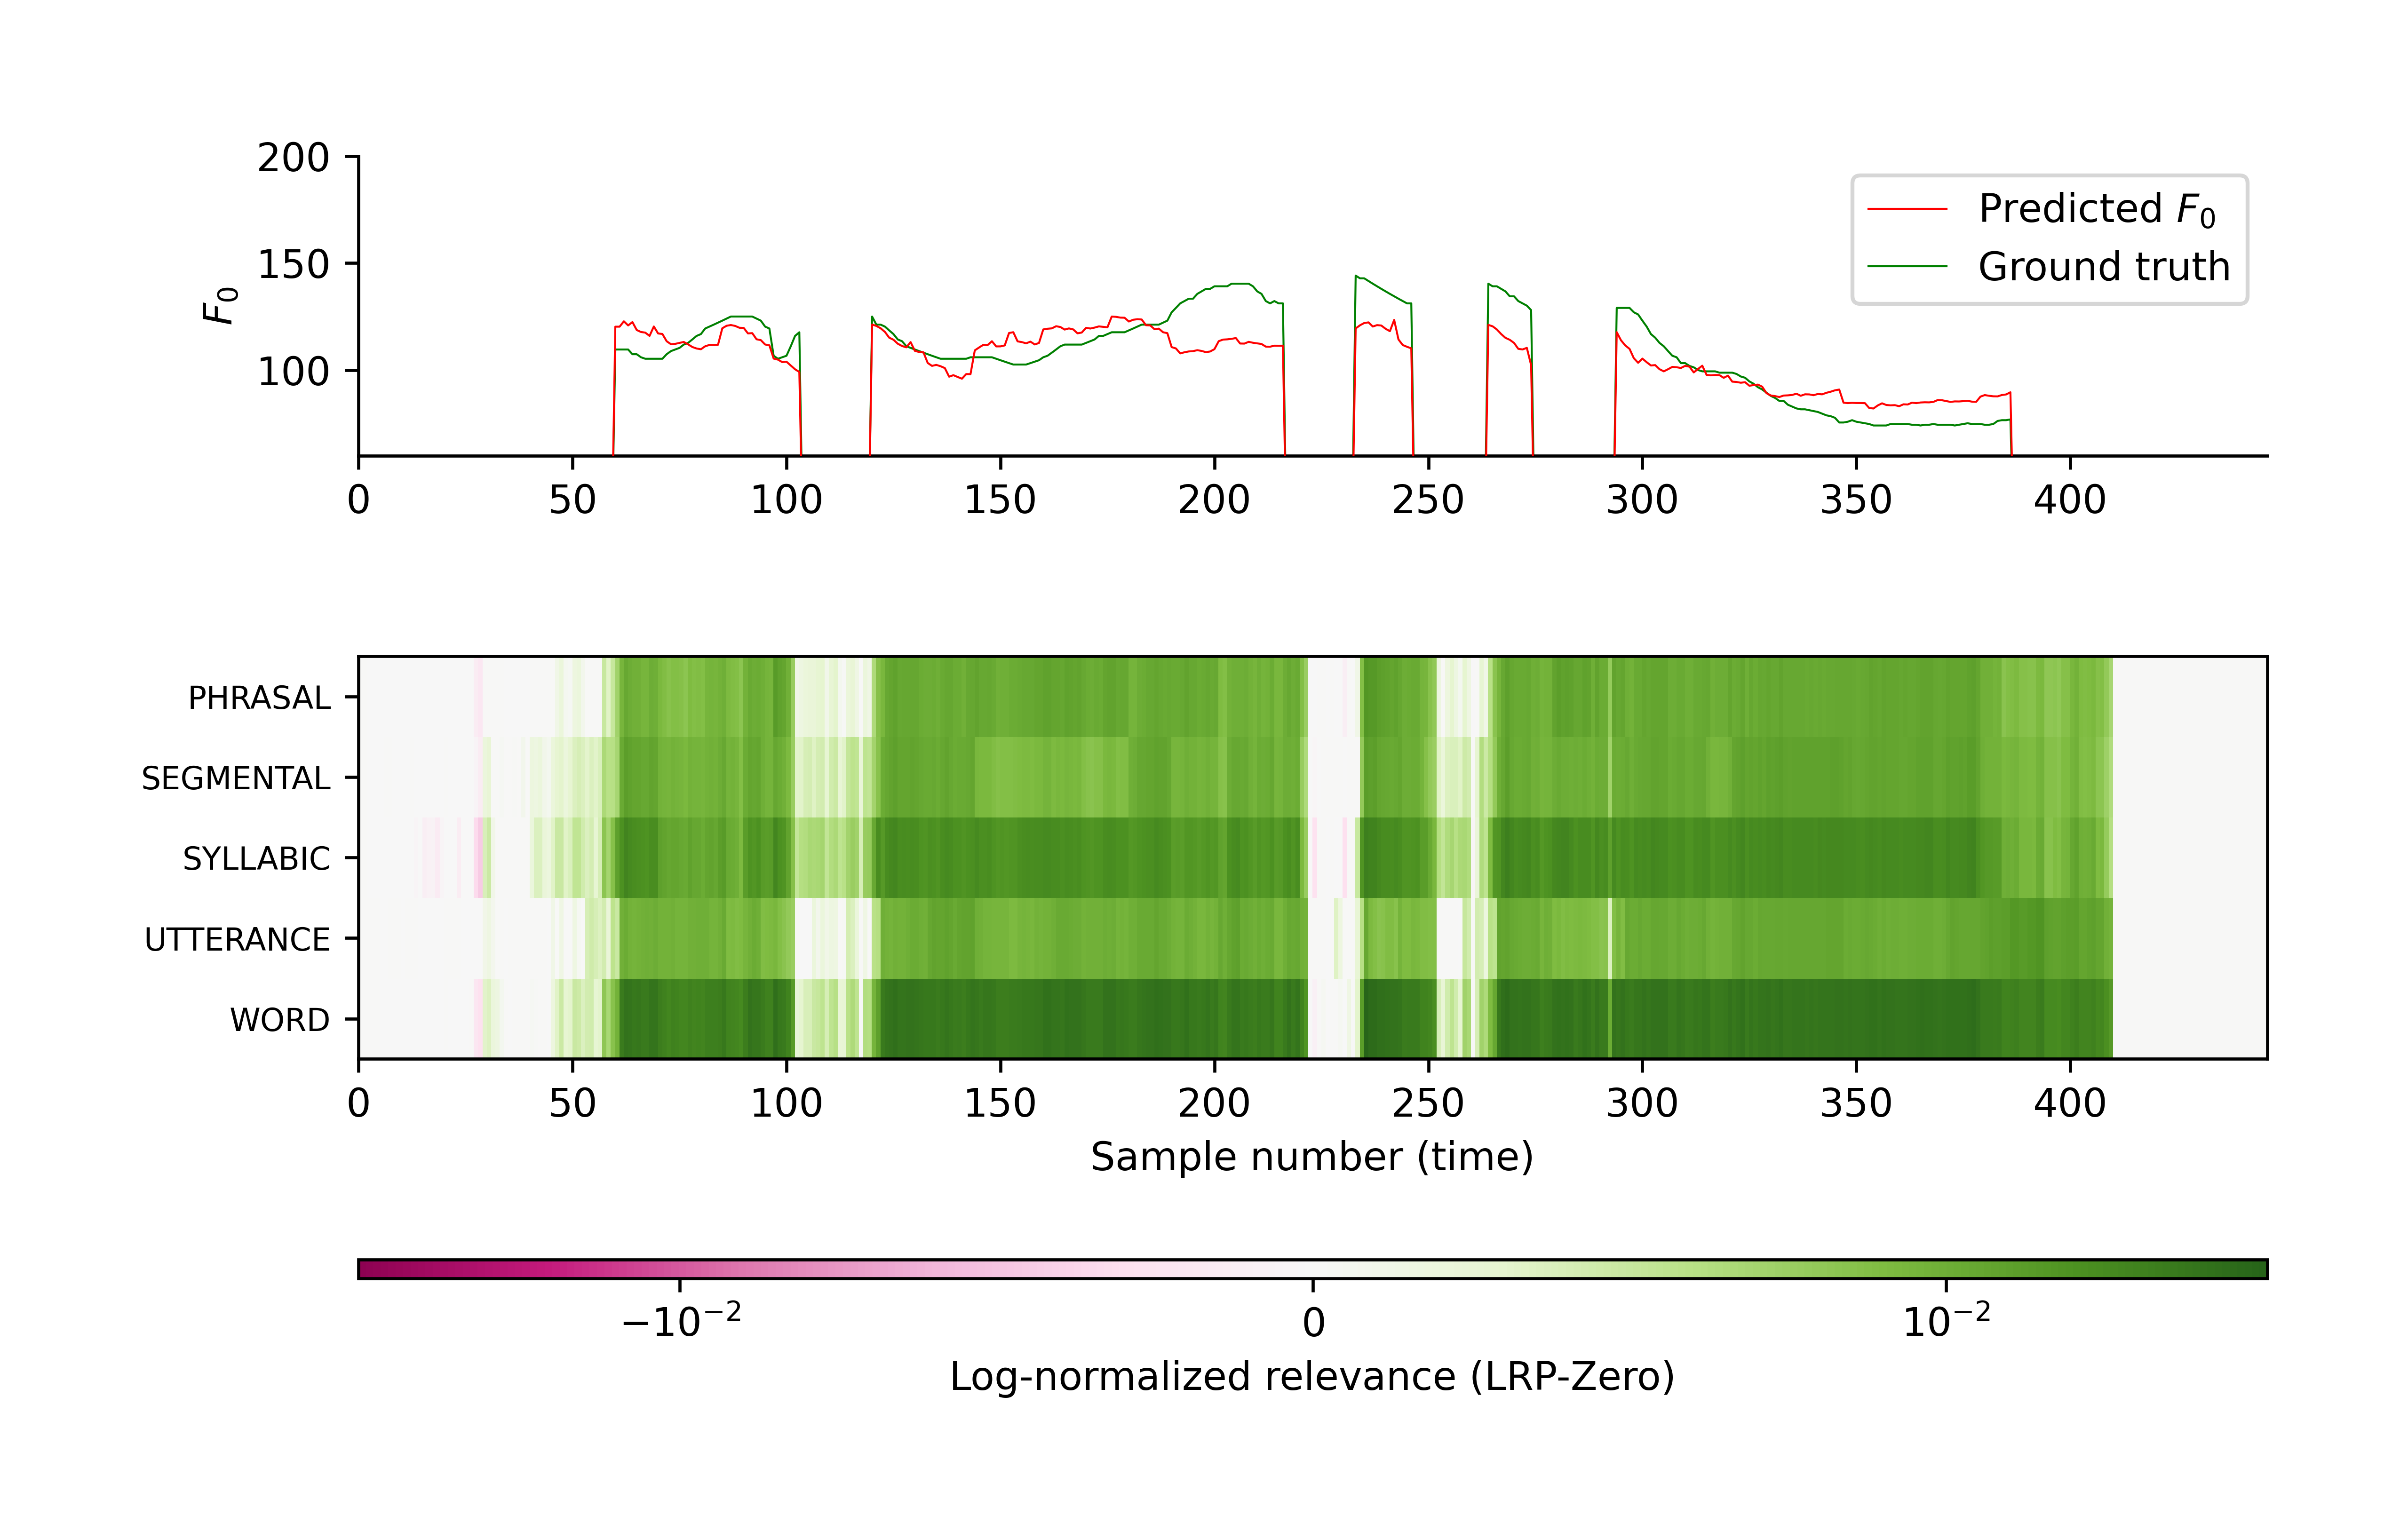 200
150
100
F₀
Predicted F₀
Ground truth
0 50 100 150 200 250 300 350 400
PHRASAL
SEGMENTAL
SYLLABIC
UTTERANCE
WORD
0 50 100 150 200 250 300 350 400
Sample number (time)
−10⁻² 0 10⁻²
Log-normalized relevance (LRP-Zero)